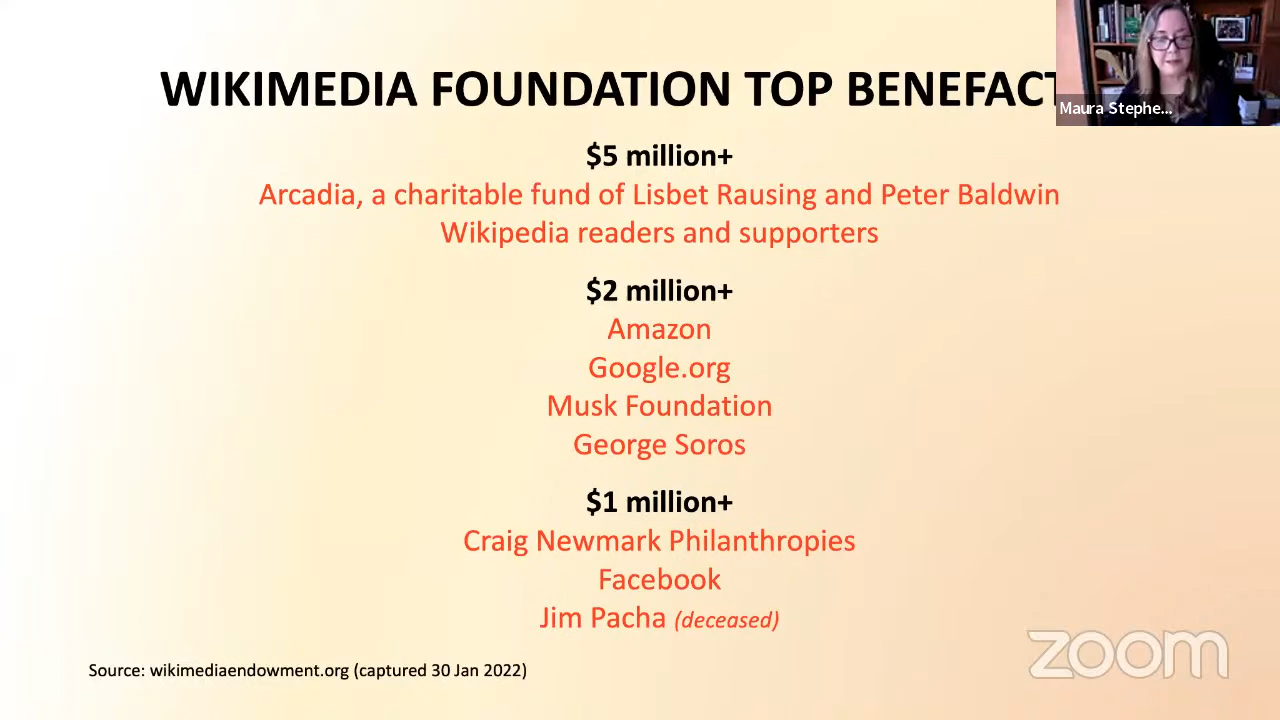 WIKIMEDIA FOUNDATION TOP BENEFACT
Maura Stephe...
$5 million+
Arcadia, a charitable fund of Lisbet Rausing and Peter Baldwin
Wikipedia readers and supporters
$2 million+
Amazon
Google.org
Musk Foundation
George Soros
$1 million+
Craig Newmark Philanthropies
Facebook
Jim Pacha (deceased)
Source: wikimediaendowment.org (captured 30 Jan 2022)
zoom